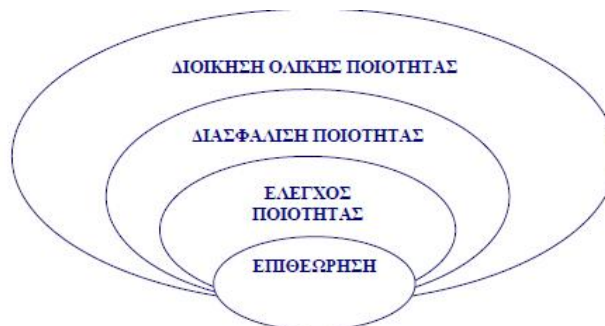 ΔΙΟΙΚΗΣΗ ΟΛΙΚΗΣ ΠΟΙΟΤΗΤΑΣ
ΔΙΑΣΦΑΛΙΣΗ ΠΟΙΟΤΗΤΑΣ
ΕΛΕΓΧΟΣ
ΠΟΙΟΤΗΤΑΣ
ΕΠΙΘΕΩΡΗΣΗ